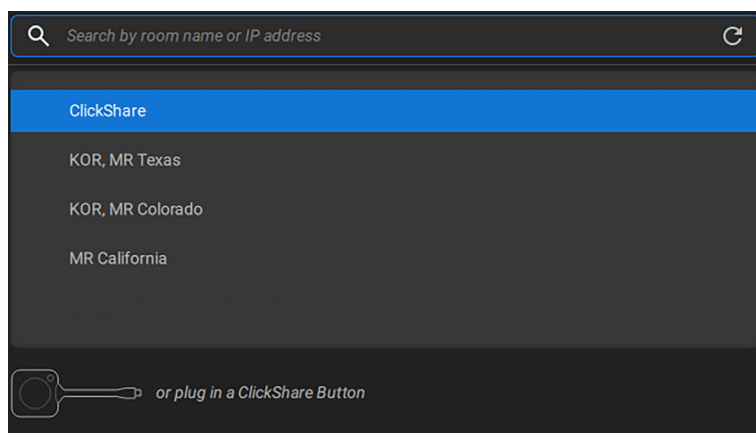 Search by room name or IP address
ClickShare
KOR, MR Texas
KOR, MR Colorado
MR California
or plug in a ClickShare Button